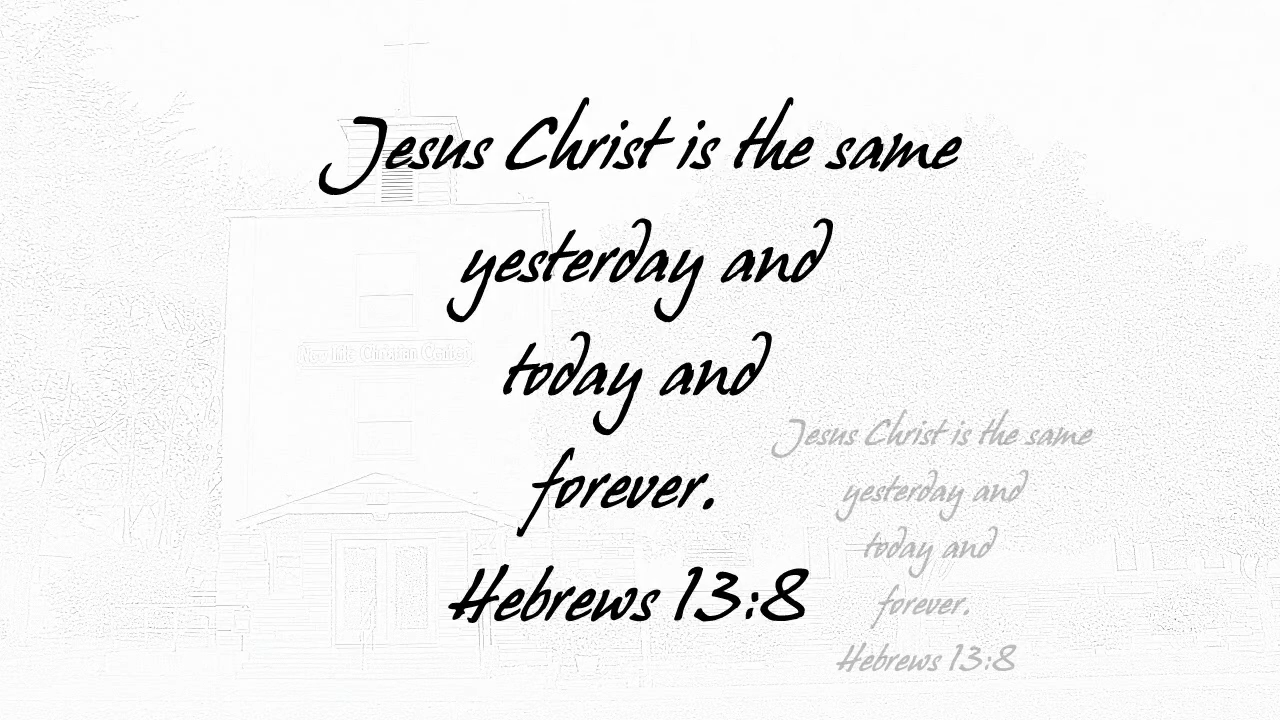 Jesus Christ is the same
yesterday and
today and
forever.
Hebrews 13:8
New Life Christian Center
Jesus Christ is the same
yesterday and
today and
forever.
Hebrews 13:8